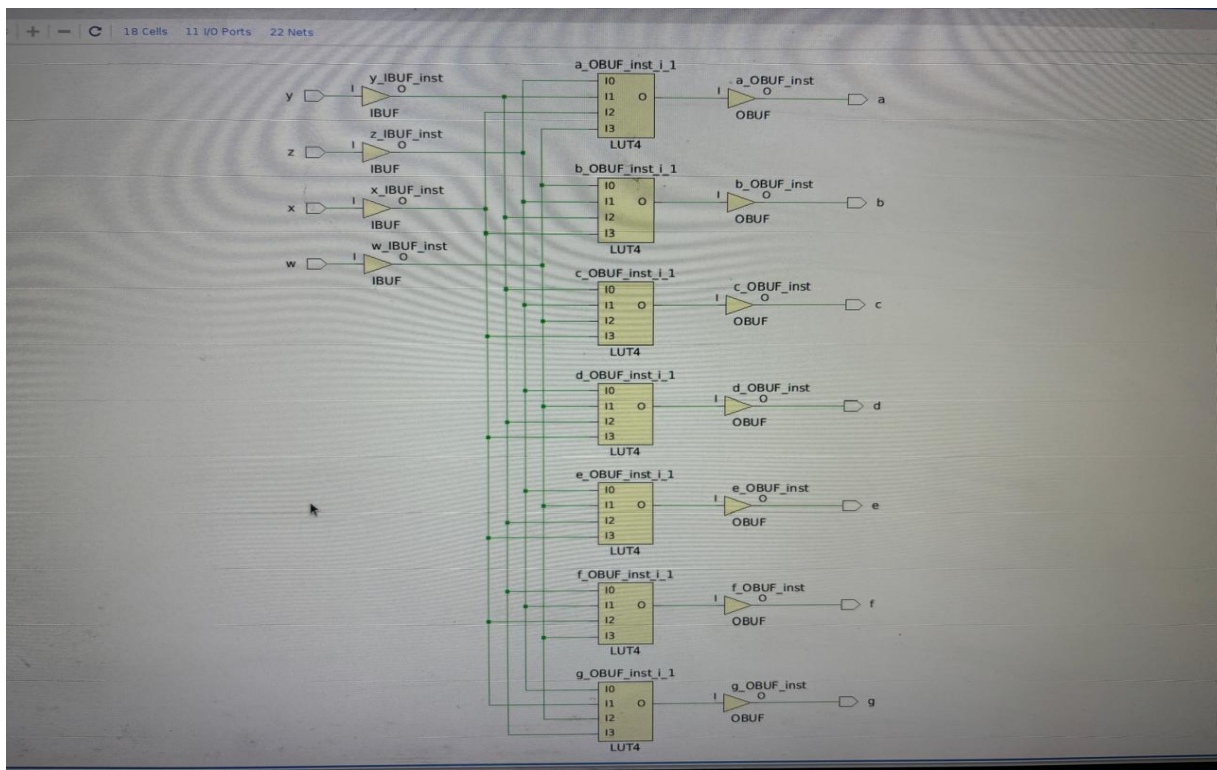 18 Cells 11 I/O Ports 22 Nets
y
I
y_IBUF_inst
O
IBUF
z
I
z_IBUF_inst
O
IBUF
x
I
x_IBUF_inst
O
IBUF
w
I
w_IBUF_inst
O
IBUF
a_OBUF_inst_i_1
I0
I1
I2
I3
O
LUT4
I
a_OBUF_inst
O
OBUF
a
b_OBUF_inst_i_1
I0
I1
I2
I3
O
LUT4
I
b_OBUF_inst
O
OBUF
b
c_OBUF_inst_i_1
I0
I1
I2
I3
O
LUT4
I
c_OBUF_inst
O
OBUF
c
d_OBUF_inst_i_1
I0
I1
I2
I3
O
LUT4
I
d_OBUF_inst
O
OBUF
d
e_OBUF_inst_i_1
I0
I1
I2
I3
O
LUT4
I
e_OBUF_inst
O
OBUF
e
f_OBUF_inst_i_1
I0
I1
I2
I3
O
LUT4
I
f_OBUF_inst
O
OBUF
f
g_OBUF_inst_i_1
I0
I1
I2
I3
O
LUT4
I
g_OBUF_inst
O
OBUF
g